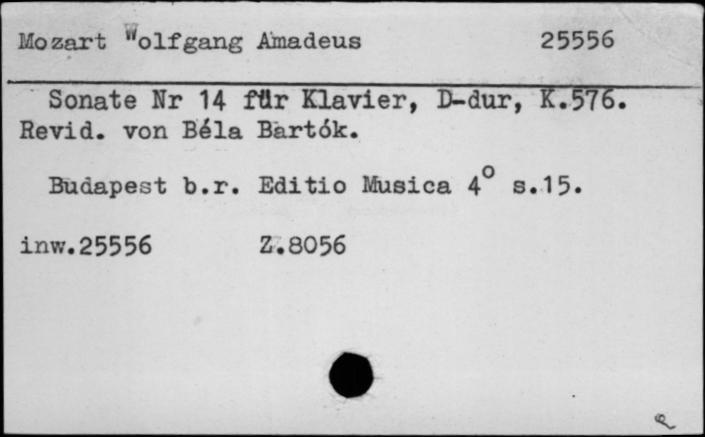 Mozart Wolfgang Amadeus 25556
Sonate Nr 14 für Klavier, D-dur, K.576.
Revid. von Béla Bartók.
Budapest b.r. Editio Musica 4° s.15.
inw.25556 Z.8056